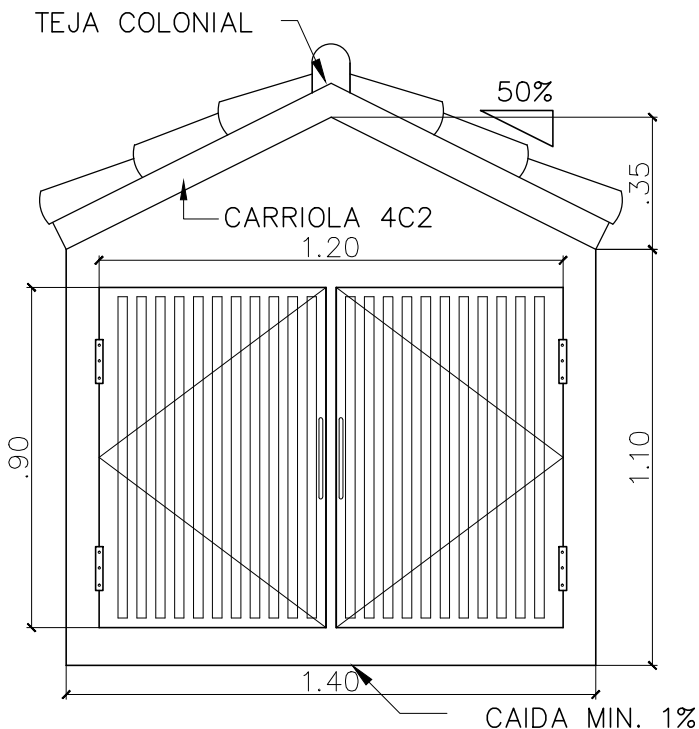 TEJA COLONIAL
50%
.35
CARRIOLA 4C2
1.20
.90
1.10
1.40
CAIDA MIN. 1%